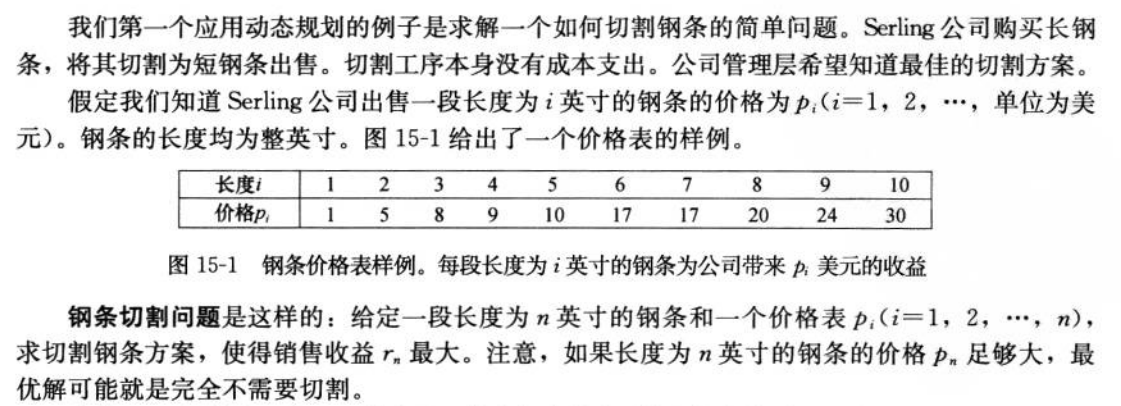 我们第一个应用动态规划的例子是求解一个如何切割钢条的简单问题。Serling 公司购买长钢
条，将其切割为短钢条出售。切割工序本身没有成本支出。公司管理层希望知道最佳的切割方案。
假定我们知道 Serling 公司出售一段长度为 i 英寸的钢条的价格为 pᵢ(i=1，2，…，单位为美
元)。钢条的长度均为整英寸。图 15-1 给出了一个价格表的样例。
长度i 1 2 3 4 5 6 7 8 9 10
价格pᵢ 1 5 8 9 10 17 17 20 24 30
图 15-1 钢条价格表样例。每段长度为 i 英寸的钢条为公司带来 pᵢ 美元的收益
钢条切割问题是这样的：给定一段长度为 n 英寸的钢条和一个价格表 pᵢ(i=1，2，…，n)，
求切割钢条方案，使得销售收益 rₙ 最大。注意，如果长度为 n 英寸的钢条的价格 pₙ 足够大，最
优解可能就是完全不需要切割。